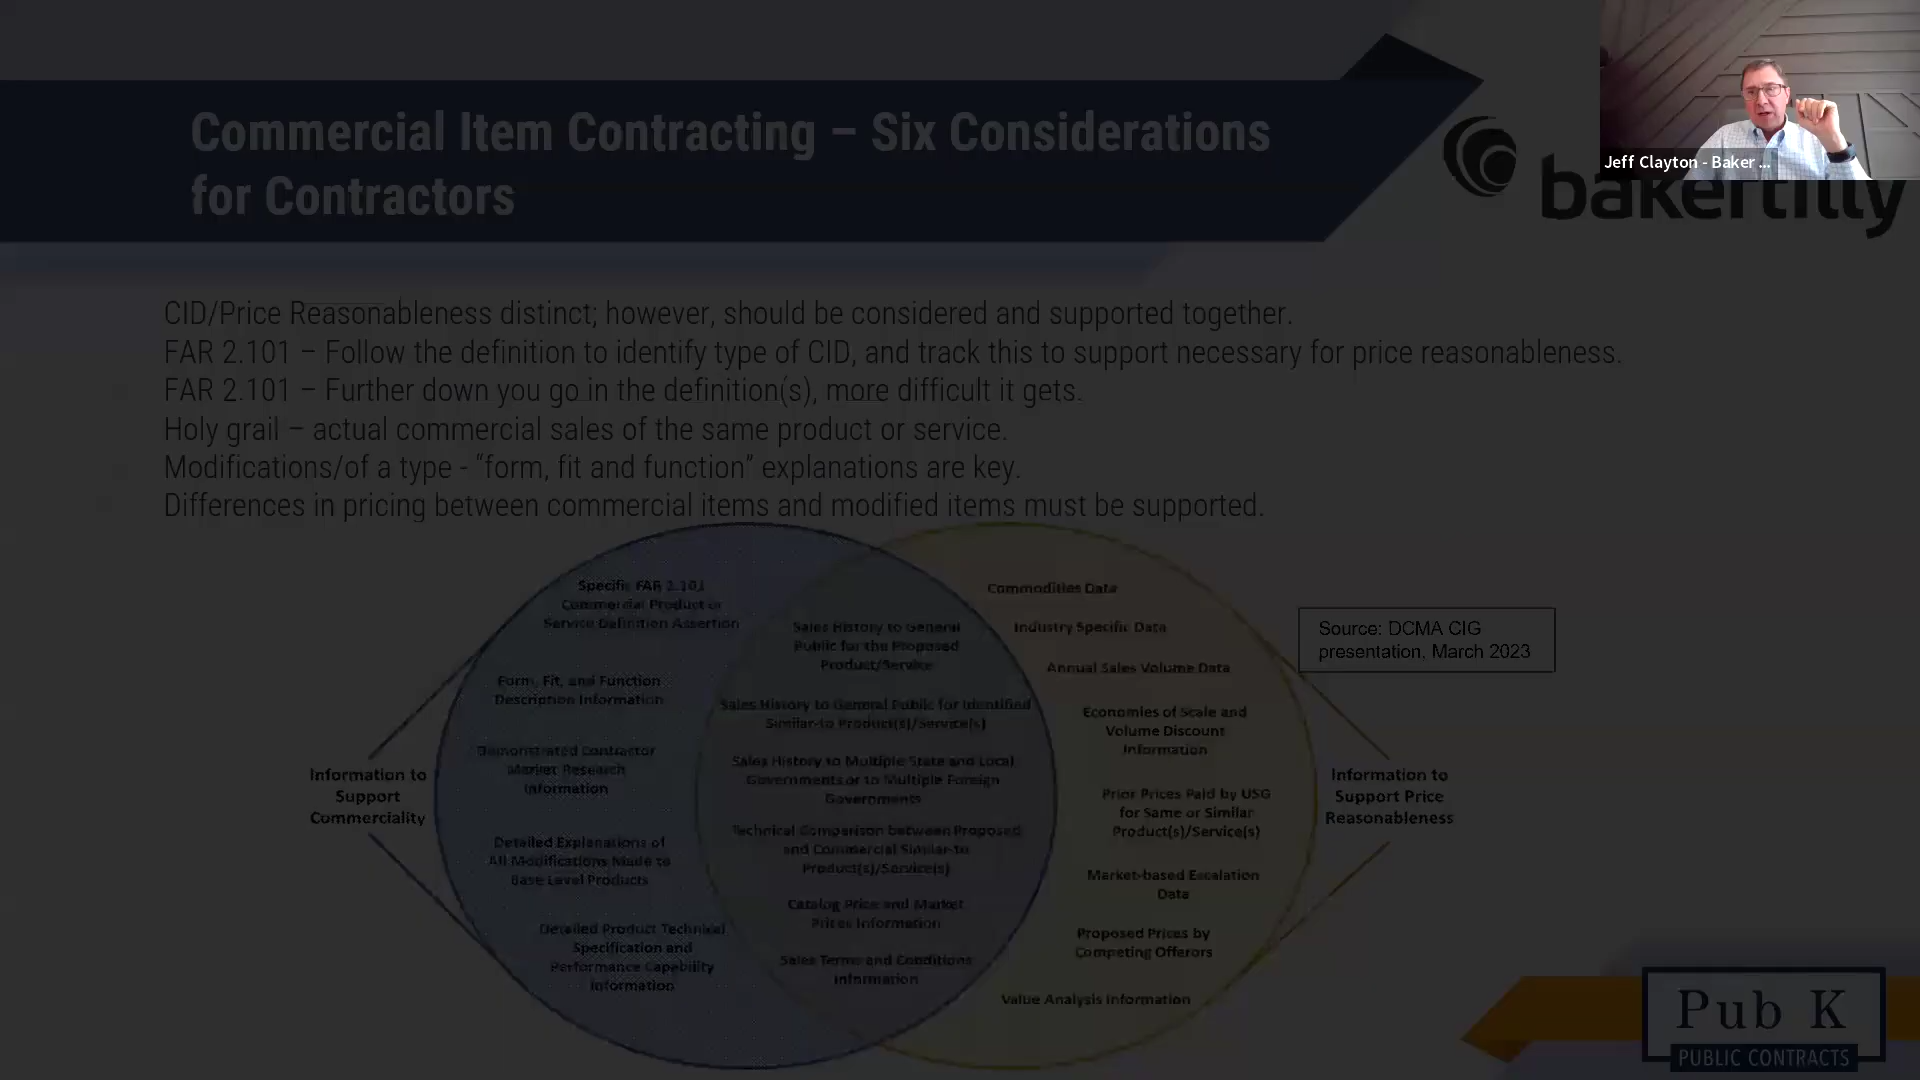 Commercial Item Contracting – Six Considerations
for Contractors
Jeff Clayton - Baker ...
bakertilly
CID/Price Reasonableness distinct; however, should be considered and supported together.
FAR 2.101 – Follow the definition to identify type of CID, and track this to support necessary for price reasonableness.
FAR 2.101 – Further down you go in the definition(s), more difficult it gets.
Holy grail – actual commercial sales of the same product or service.
Modifications/of a type - “form, fit and function” explanations are key.
Differences in pricing between commercial items and modified items must be supported.
Information to
Support
Commerciality
Specific FAR 2.101
Commercial Product or
Service Definition Assertion
Form, Fit, and Function
Description Information
Demonstrated Contractor
Market Research
Information
Detailed Explanations of
All Modifications Made to
Base Level Products
Detailed Product Technical
Specification and
Performance Capability
Information
Sales History to General
Public for the Proposed
Product/Service
Sales History to General Public for Identified
Similar-to Product(s)/Service(s)
Sales History to Multiple State and Local
Governments or to Multiple Foreign
Governments
Technical Comparison between Proposed
and Commercial Similar-to
Product(s)/Service(s)
Catalog Price and Market
Prices Information
Sales Terms and Conditions
Information
Commodities Data
Industry Specific Data
Annual Sales Volume Data
Economies of Scale and
Volume Discount
Information
Prior Prices Paid by USG
for Same or Similar
Product(s)/Service(s)
Market-based Escalation
Data
Proposed Prices by
Competing Offerors
Value Analysis Information
Information to
Support Price
Reasonableness
Source: DCMA CIG
presentation, March 2023
Pub K
PUBLIC CONTRACTS